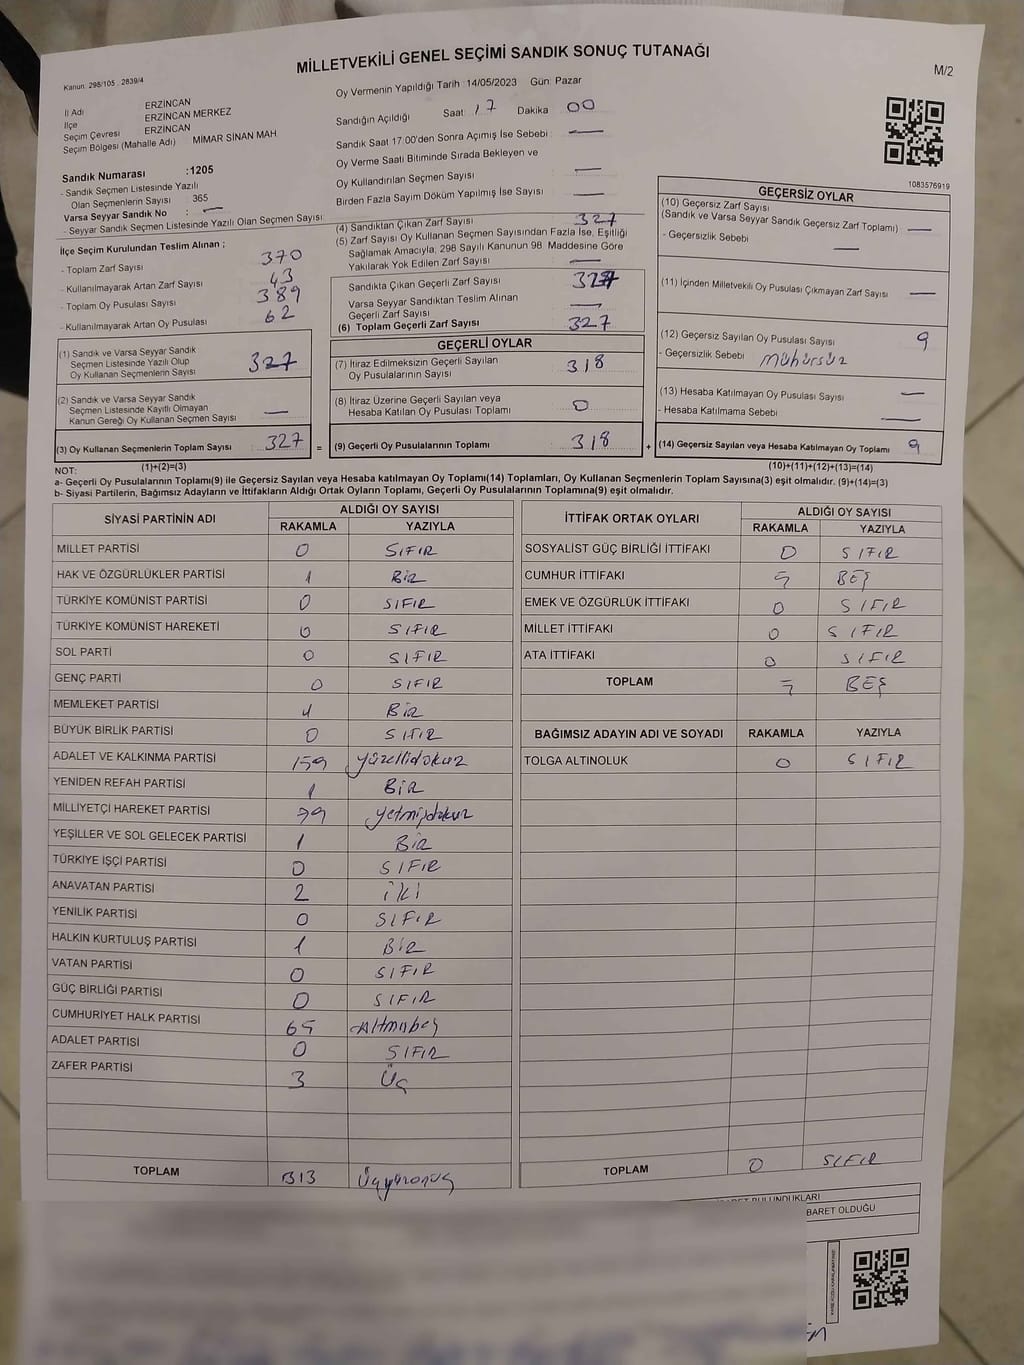 MİLLETVEKİLİ GENEL SEÇİMİ SANDIK SONUÇ TUTANAĞI
Kanun: 298/105 . 2839/4
M/2
İl Adı ERZİNCAN
İlçe ERZİNCAN MERKEZ
Seçim Çevresi ERZİNCAN
Seçim Bölgesi (Mahalle Adı) MİMAR SİNAN MAH.
Sandık Numarası :1205
- Sandık Seçmen Listesinde Yazılı
Olan Seçmenlerin Sayısı : 365
Varsa Seyyar Sandık No : —
- Seyyar Sandık Seçmen Listesinde Yazılı Olan Seçmen Sayısı:
İlçe Seçim Kurulundan Teslim Alınan ;
- Toplam Zarf Sayısı 370
- Kullanılmayarak Artan Zarf Sayısı 43
- Toplam Oy Pusulası Sayısı 389
- Kullanılmayarak Artan Oy Pusulası 62
Oy Vermenin Yapıldığı Tarih :14/05/2023 Gün: Pazar
Sandığın Açıldığı Saat 17 Dakika 00
Sandık Saat 17:00'den Sonra Açımış İse Sebebi : —
Oy Verme Saati Bitiminde Sırada Bekleyen ve
Oy Kullandırılan Seçmen Sayısı —
Birden Fazla Sayım Döküm Yapılmış İse Sayısı —
(4) Sandıktan Çıkan Zarf Sayısı 327
(5) Zarf Sayısı Oy Kullanan Seçmen Sayısından Fazla İse, Eşitliği
Sağlamak Amacıyla, 298 Sayılı Kanunun 98. Maddesine Göre
Yakılarak Yok Edilen Zarf Sayısı —
Sandıkta Çıkan Geçerli Zarf Sayısı 327
Varsa Seyyar Sandıktan Teslim Alınan
Geçerli Zarf Sayısı —
(6) Toplam Geçerli Zarf Sayısı 327
1083576919
GEÇERSİZ OYLAR
(10) Geçersiz Zarf Sayısı
(Sandık ve Varsa Seyyar Sandık Geçersiz Zarf Toplamı) —
- Geçersizlik Sebebi —
(11) İçinden Milletvekili Oy Pusulası Çıkmayan Zarf Sayısı —
(12) Geçersiz Sayılan Oy Pusulası Sayısı 9
- Geçersizlik Sebebi Mühürsüz
(13) Hesaba Katılmayan Oy Pusulası Sayısı —
- Hesaba Katılmama Sebebi —
(14) Geçersiz Sayılan veya Hesaba Katılmayan Oy Toplamı 9
(10)+(11)+(12)+(13)=(14)
(1) Sandık ve Varsa Seyyar Sandık
Seçmen Listesinde Yazılı Olup
Oy Kullanan Seçmenlerin Sayısı 327
(2) Sandık ve Varsa Seyyar Sandık
Seçmen Listesinde Kayıtlı Olmayan
Kanun Gereği Oy Kullanan Seçmen Sayısı —
(3) Oy Kullanan Seçmenlerin Toplam Sayısı 327 =
(1)+(2)=(3)
GEÇERLİ OYLAR
(7) İtiraz Edilmeksizin Geçerli Sayılan
Oy Pusulalarının Sayısı 318
(8) İtiraz Üzerine Geçerli Sayılan veya
Hesaba Katılan Oy Pusulası Toplamı 0
(9) Geçerli Oy Pusulalarının Toplamı 318 +
NOT:
a- Geçerli Oy Pusulalarının Toplamı(9) ile Geçersiz Sayılan veya Hesaba katılmayan Oy Toplamı(14) Toplamları, Oy Kullanan Seçmenlerin Toplam Sayısına(3) eşit olmalıdır. (9)+(14)=(3)
b- Siyasi Partilerin, Bağımsız Adayların ve İttifakların Aldığı Ortak Oyların Toplamı, Geçerli Oy Pusulalarının Toplamına(9) eşit olmalıdır.
SİYASİ PARTİNİN ADI ALDIĞI OY SAYISI
RAKAMLA YAZIYLA
MİLLET PARTİSİ 0 SIFIR
HAK VE ÖZGÜRLÜKLER PARTİSİ 1 BİR
TÜRKİYE KOMÜNİST PARTİSİ 0 SIFIR
TÜRKİYE KOMÜNİST HAREKETİ 0 SIFIR
SOL PARTİ 0 SIFIR
GENÇ PARTİ 0 SIFIR
MEMLEKET PARTİSİ 1 BİR
BÜYÜK BİRLİK PARTİSİ 0 SIFIR
ADALET VE KALKINMA PARTİSİ 159 yüzellidokuz
YENİDEN REFAH PARTİSİ 1 BİR
MİLLİYETÇİ HAREKET PARTİSİ 79 yetmişdokuz
YEŞİLLER VE SOL GELECEK PARTİSİ 1 BİR
TÜRKİYE İŞÇİ PARTİSİ 0 SIFIR
ANAVATAN PARTİSİ 2 İKİ
YENİLİK PARTİSİ 0 SIFIR
HALKIN KURTULUŞ PARTİSİ 1 BİR
VATAN PARTİSİ 0 SIFIR
GÜÇ BİRLİĞİ PARTİSİ 0 SIFIR
CUMHURİYET HALK PARTİSİ 65 Altmışbeş
ADALET PARTİSİ 0 SIFIR
ZAFER PARTİSİ 3 Üç
TOPLAM 313 Üçyüzonüç
İTTİFAK ORTAK OYLARI ALDIĞI OY SAYISI
RAKAMLA YAZIYLA
SOSYALİST GÜÇ BİRLİĞİ İTTİFAKI 0 SIFIR
CUMHUR İTTİFAKI 5 BEŞ
EMEK VE ÖZGÜRLÜK İTTİFAKI 0 SIFIR
MİLLET İTTİFAKI 0 SIFIR
ATA İTTİFAKI 0 SIFIR
TOPLAM 5 BEŞ
BAĞIMSIZ ADAYIN ADI VE SOYADI RAKAMLA YAZIYLA
TOLGA ALTINOLUK 0 SIFIR
TOPLAM 0 SIFIR
BULUNDUKLARI
BARET OLDUĞU